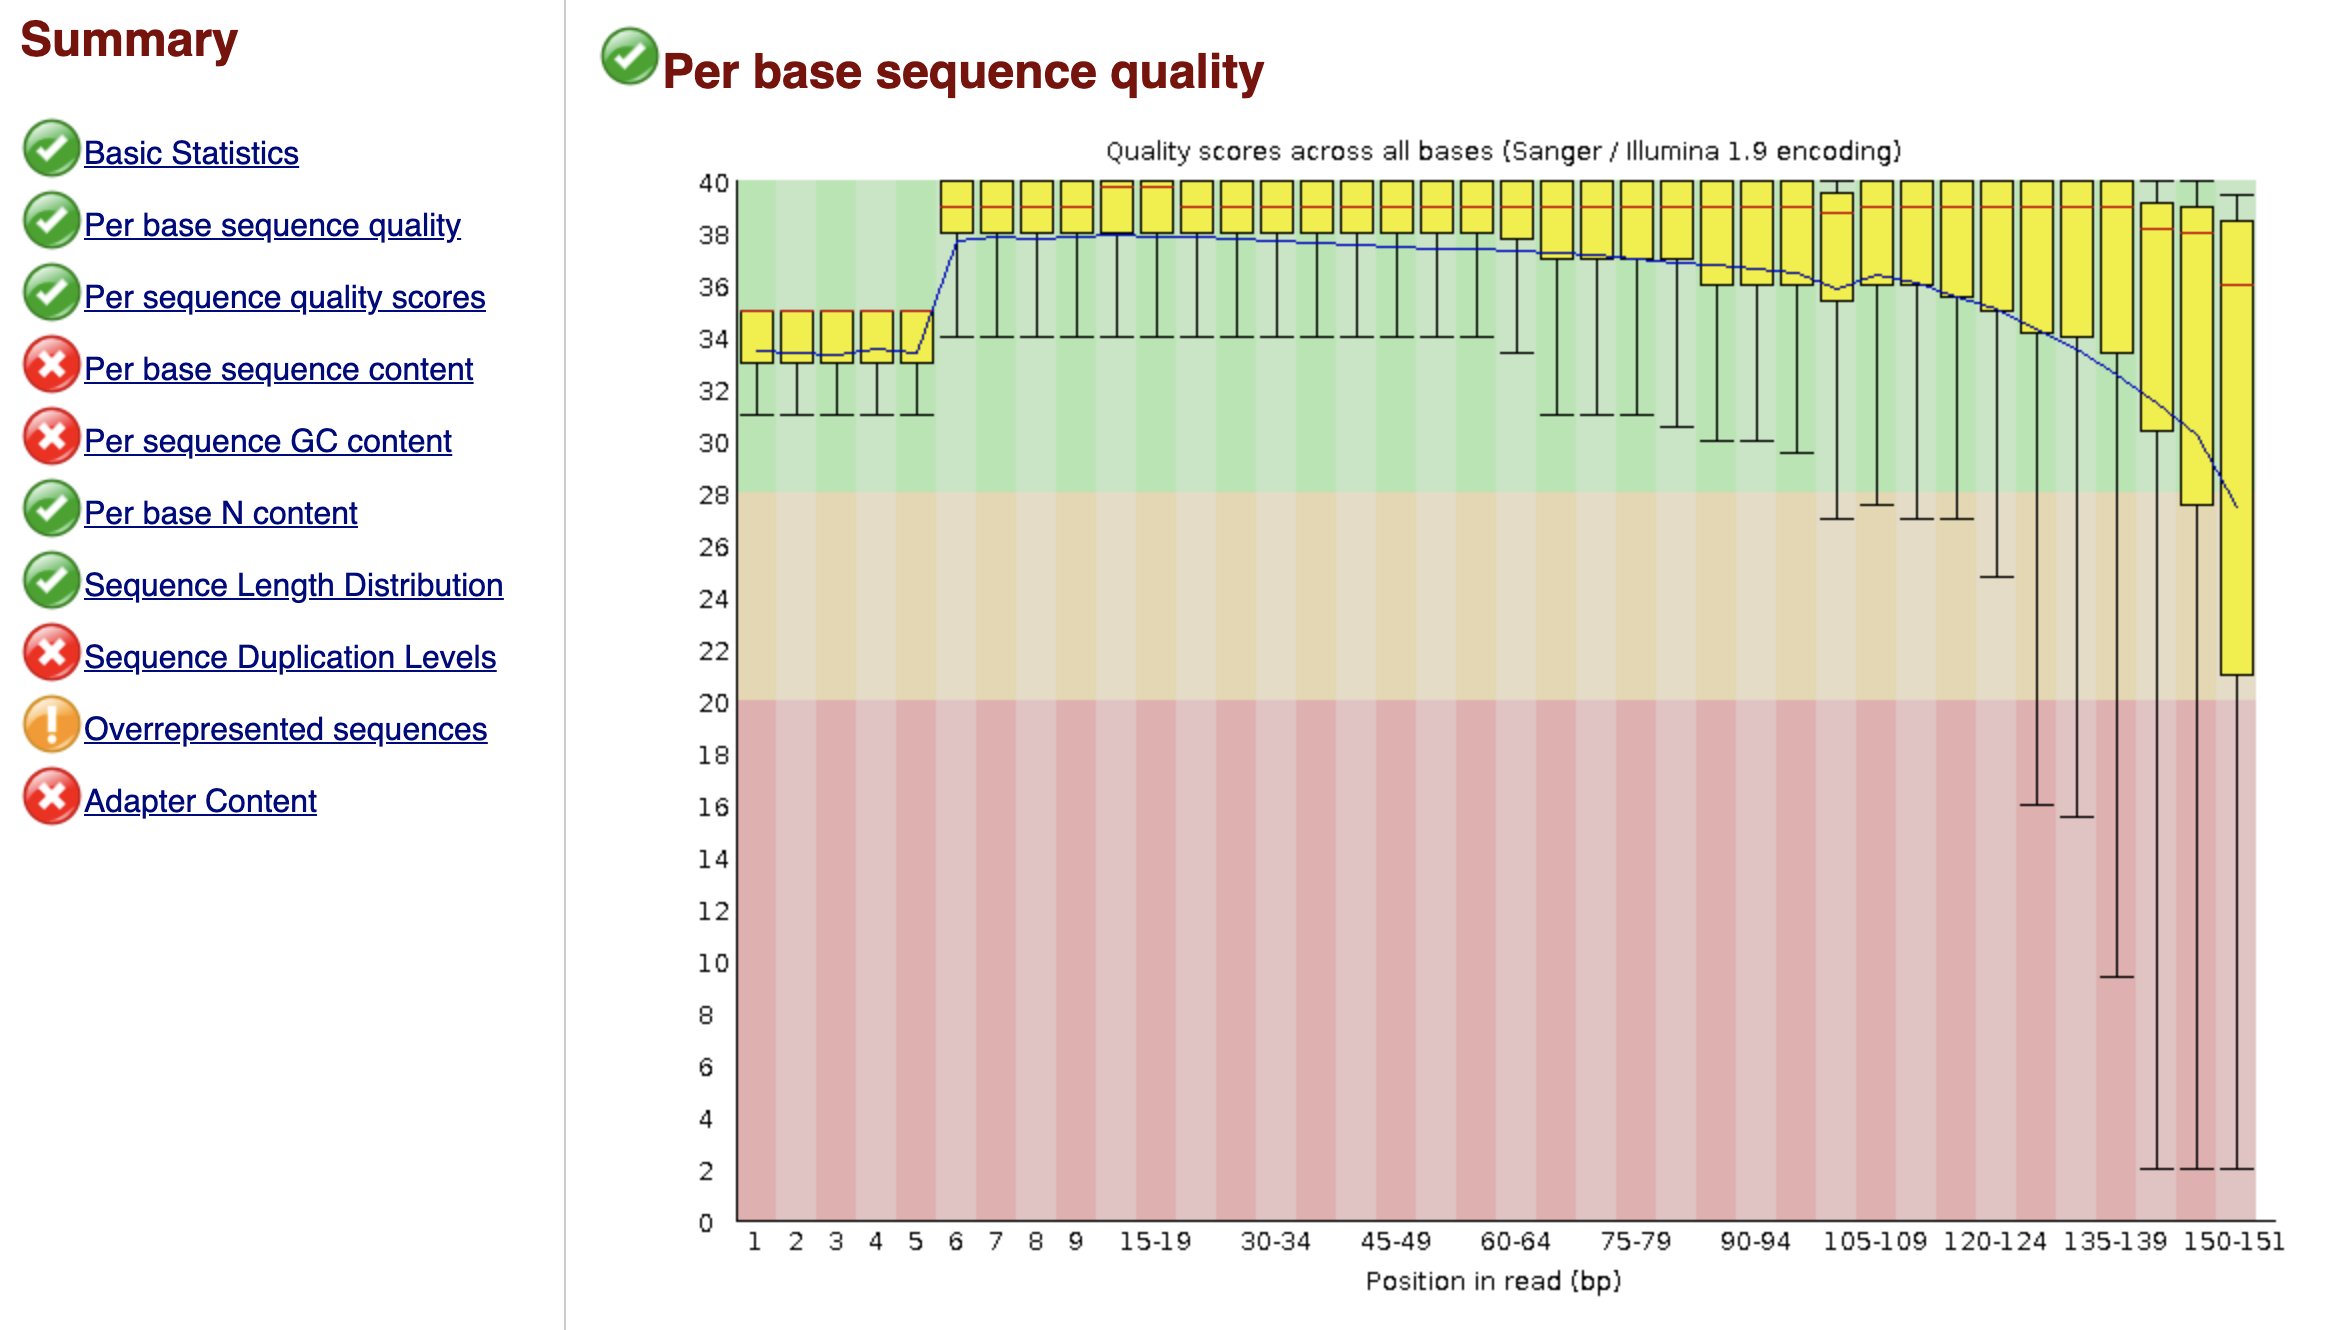 Summary
Basic Statistics
Per base sequence quality
Per sequence quality scores
Per base sequence content
Per sequence GC content
Per base N content
Sequence Length Distribution
Sequence Duplication Levels
Overrepresented sequences
Adapter Content
Per base sequence quality
Quality scores across all bases (Sanger / Illumina 1.9 encoding)
40
38
36
34
32
30
28
26
24
22
20
18
16
14
12
10
8
6
4
2
0
1 2 3 4 5 6 7 8 9 15-19 30-34 45-49 60-64 75-79 90-94 105-109 120-124 135-139 150-151
Position in read (bp)